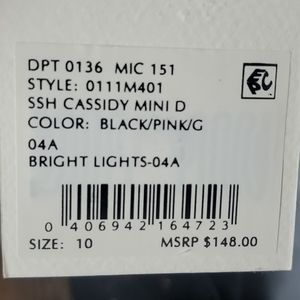 DPT 0136 MIC 151
STYLE: 0111M401
SSH CASSIDY MINI D
COLOR: BLACK/PINK/G
04A
BRIGHT LIGHTS-04A
0 406942 164723
SIZE: 10 MSRP $148.00